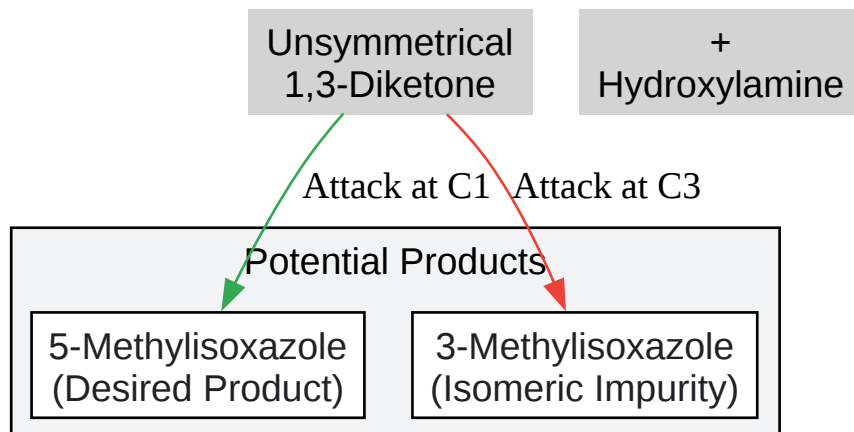 Unsymmetrical
1,3-Diketone
+
Hydroxylamine
Attack at C1
Attack at C3
Potential Products
5-Methylisoxazole
(Desired Product)
3-Methylisoxazole
(Isomeric Impurity)